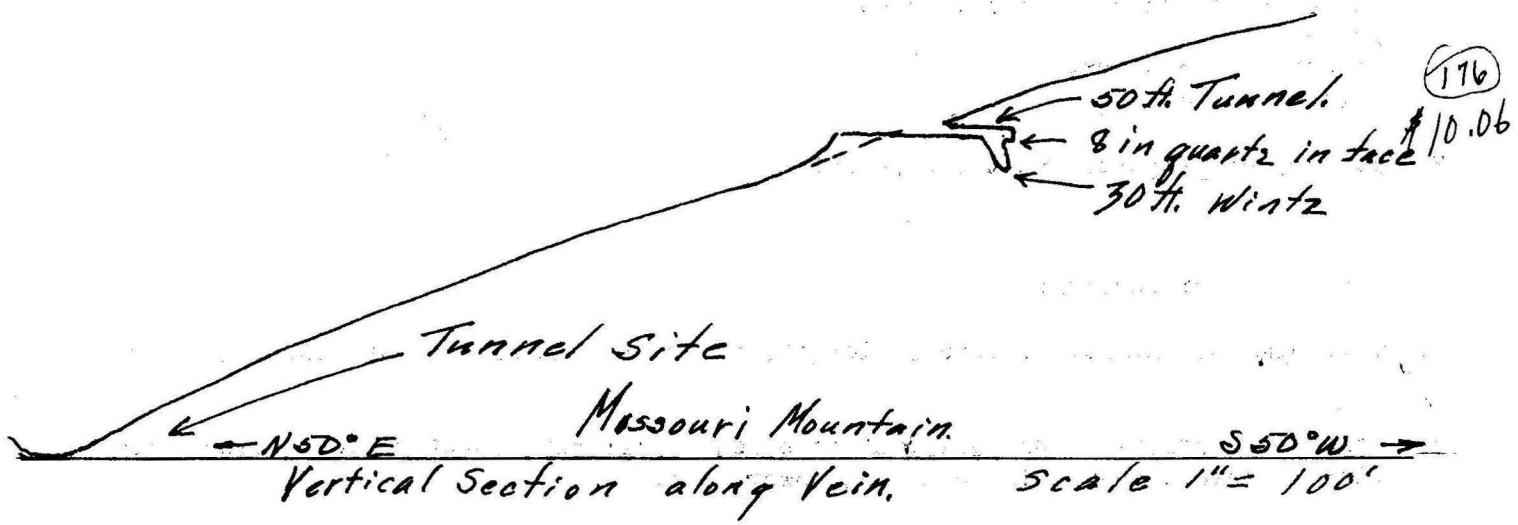 176
50 ft. Tunnel.
$10.06
8 in quartz in face
30 ft. Wintz
Tunnel Site
Missouri Mountain.
N50°E
S50°W
Vertical Section along Vein. Scale 1" = 100'